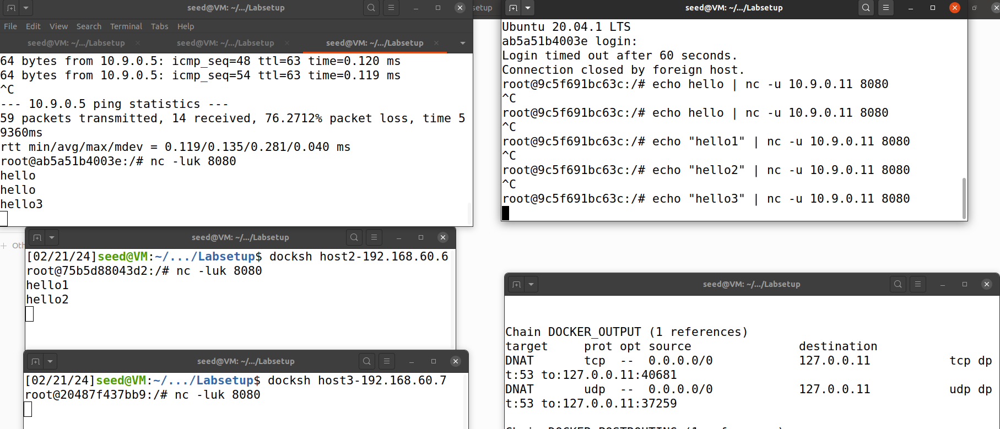 seed@VM: ~/.../Labsetup
File Edit View Search Terminal Tabs Help
seed@VM: ~/.../Labsetup × seed@VM: ~/.../Labsetup × seed@VM: ~/.../Labsetup ×
64 bytes from 10.9.0.5: icmp_seq=48 ttl=63 time=0.120 ms
64 bytes from 10.9.0.5: icmp_seq=54 ttl=63 time=0.119 ms
^C
--- 10.9.0.5 ping statistics ---
59 packets transmitted, 14 received, 76.2712% packet loss, time 5
9360ms
rtt min/avg/max/mdev = 0.119/0.135/0.281/0.040 ms
root@ab5a51b4003e:/# nc -luk 8080
hello
hello
hello3
setup
seed@VM: ~/.../Labsetup
Ubuntu 20.04.1 LTS
ab5a51b4003e login:
Login timed out after 60 seconds.
Connection closed by foreign host.
root@9c5f691bc63c:/# echo hello | nc -u 10.9.0.11 8080
^C
root@9c5f691bc63c:/# echo hello | nc -u 10.9.0.11 8080
^C
root@9c5f691bc63c:/# echo "hello1" | nc -u 10.9.0.11 8080
^C
root@9c5f691bc63c:/# echo "hello2" | nc -u 10.9.0.11 8080
^C
root@9c5f691bc63c:/# echo "hello3" | nc -u 10.9.0.11 8080
+ Oth
seed@VM: ~/.../Labsetup
[02/21/24]seed@VM:~/.../Labsetup$ docksh host2-192.168.60.6
root@75b5d88043d2:/# nc -luk 8080
hello1
hello2
seed@VM: ~/.../Labsetup
[02/21/24]seed@VM:~/.../Labsetup$ docksh host3-192.168.60.7
root@20487f437bb9:/# nc -luk 8080
seed@VM: ~/.../Labsetup
Chain DOCKER_OUTPUT (1 references)
target prot opt source destination
DNAT tcp -- 0.0.0.0/0 127.0.0.11 tcp dp
t:53 to:127.0.0.11:40681
DNAT udp -- 0.0.0.0/0 127.0.0.11 udp dp
t:53 to:127.0.0.11:37259
Chain DOCKER_POSTROUTING (1 references)